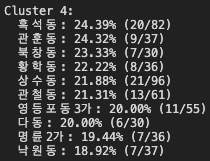 Cluster 4:
흑석동: 24.39% (20/82)
관훈동: 24.32% (9/37)
북창동: 23.33% (7/30)
황학동: 22.22% (8/36)
상수동: 21.88% (21/96)
관철동: 21.31% (13/61)
영등포동3가: 20.00% (11/55)
다동: 20.00% (6/30)
명륜2가: 19.44% (7/36)
낙원동: 18.92% (7/37)